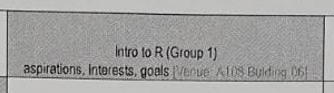 Intro to R (Group 1)
aspirations, Interests, goals [Venue: A108 Building 06]